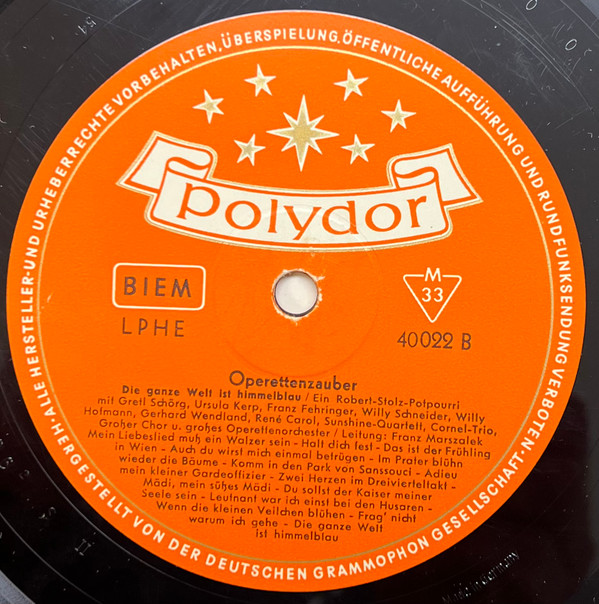 ALLE HERSTELLER-UND URHEBERRECHTE VORBEHALTEN, ÜBERSPIELUNG, ÖFFENTLICHE AUFFÜHRUNG UND RUNDFUNKSENDUNG VERBOTEN.
polydor
BIEM
LPHE
M
33
40022 B
Operettenzauber
Die ganze Welt ist himmelblau / Ein Robert-Stolz-Potpourri
mit Gretl Schörg, Ursula Kerp, Franz Fehringer, Willy Schneider, Willy
Hofmann, Gerhard Wendland, René Carol, Sunshine-Quartett, Cornel-Trio,
Großer Chor u. großes Operettenorchester / Leitung: Franz Marszalek
Mein Liebeslied muß ein Walzer sein - Halt dich fest - Das ist der Frühling
in Wien - Auch du wirst mich einmal betrügen - Im Prater blühn
wieder die Bäume - Komm in den Park von Sanssouci - Adieu
mein kleiner Gardeoffizier - Zwei Herzen im Dreivierteltakt -
Mädi, mein süßes Mädi - Du sollst der Kaiser meiner
Seele sein - Leutnant war ich einst bei den Husaren -
Wenn die kleinen Veilchen blühen - Frag' nicht
warum ich gehe - Die ganze Welt
ist himmelblau
HERGESTELLT VON DER DEUTSCHEN GRAMMOPHON GESELLSCHAFT